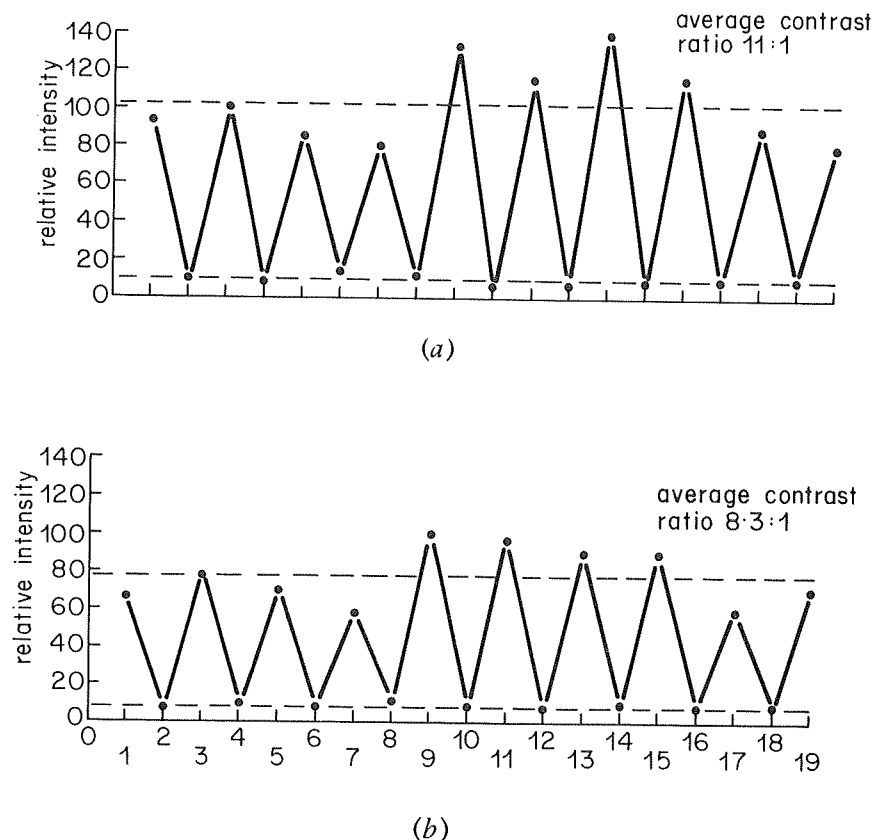 average contrast
ratio 11:1
relative intensity
140
120
100
80
60
40
20
0
(a)
average contrast
ratio 8·3:1
relative intensity
140
120
100
80
60
40
20
0
0 2 4 6 8 10 12 14 16 18
1 3 5 7 9 11 13 15 17 19
(b)